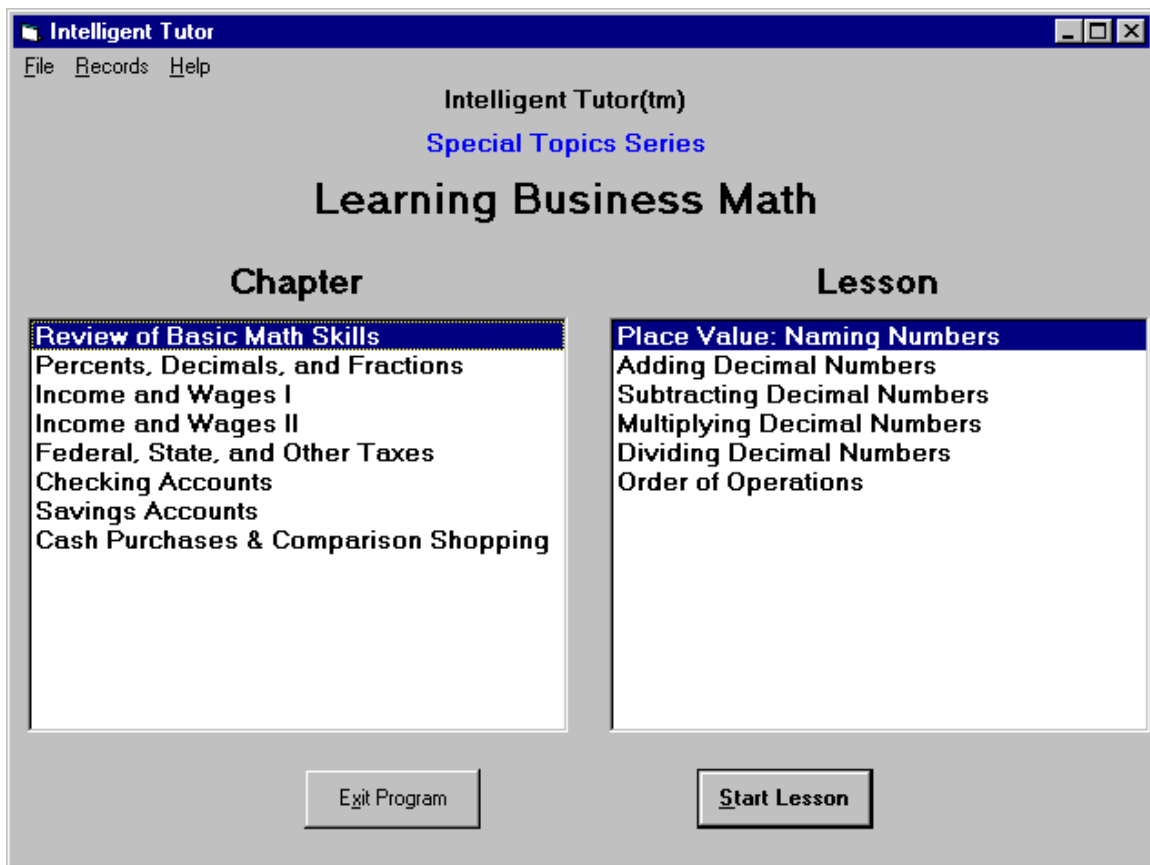 Intelligent Tutor
File Records Help
Intelligent Tutor(tm)
Special Topics Series
Learning Business Math
Chapter
Review of Basic Math Skills
Percents, Decimals, and Fractions
Income and Wages I
Income and Wages II
Federal, State, and Other Taxes
Checking Accounts
Savings Accounts
Cash Purchases & Comparison Shopping
Lesson
Place Value: Naming Numbers
Adding Decimal Numbers
Subtracting Decimal Numbers
Multiplying Decimal Numbers
Dividing Decimal Numbers
Order of Operations
Exit Program
Start Lesson